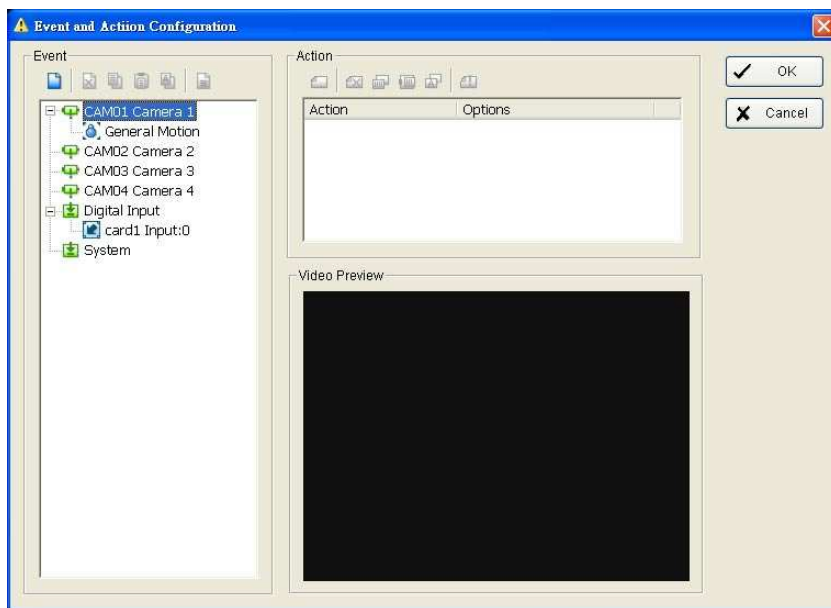 Event and Actiion Configuration
Event
CAM01 Camera 1
General Motion
CAM02 Camera 2
CAM03 Camera 3
CAM04 Camera 4
Digital Input
card1 Input:0
System
Action
Action Options
Video Preview
OK
Cancel